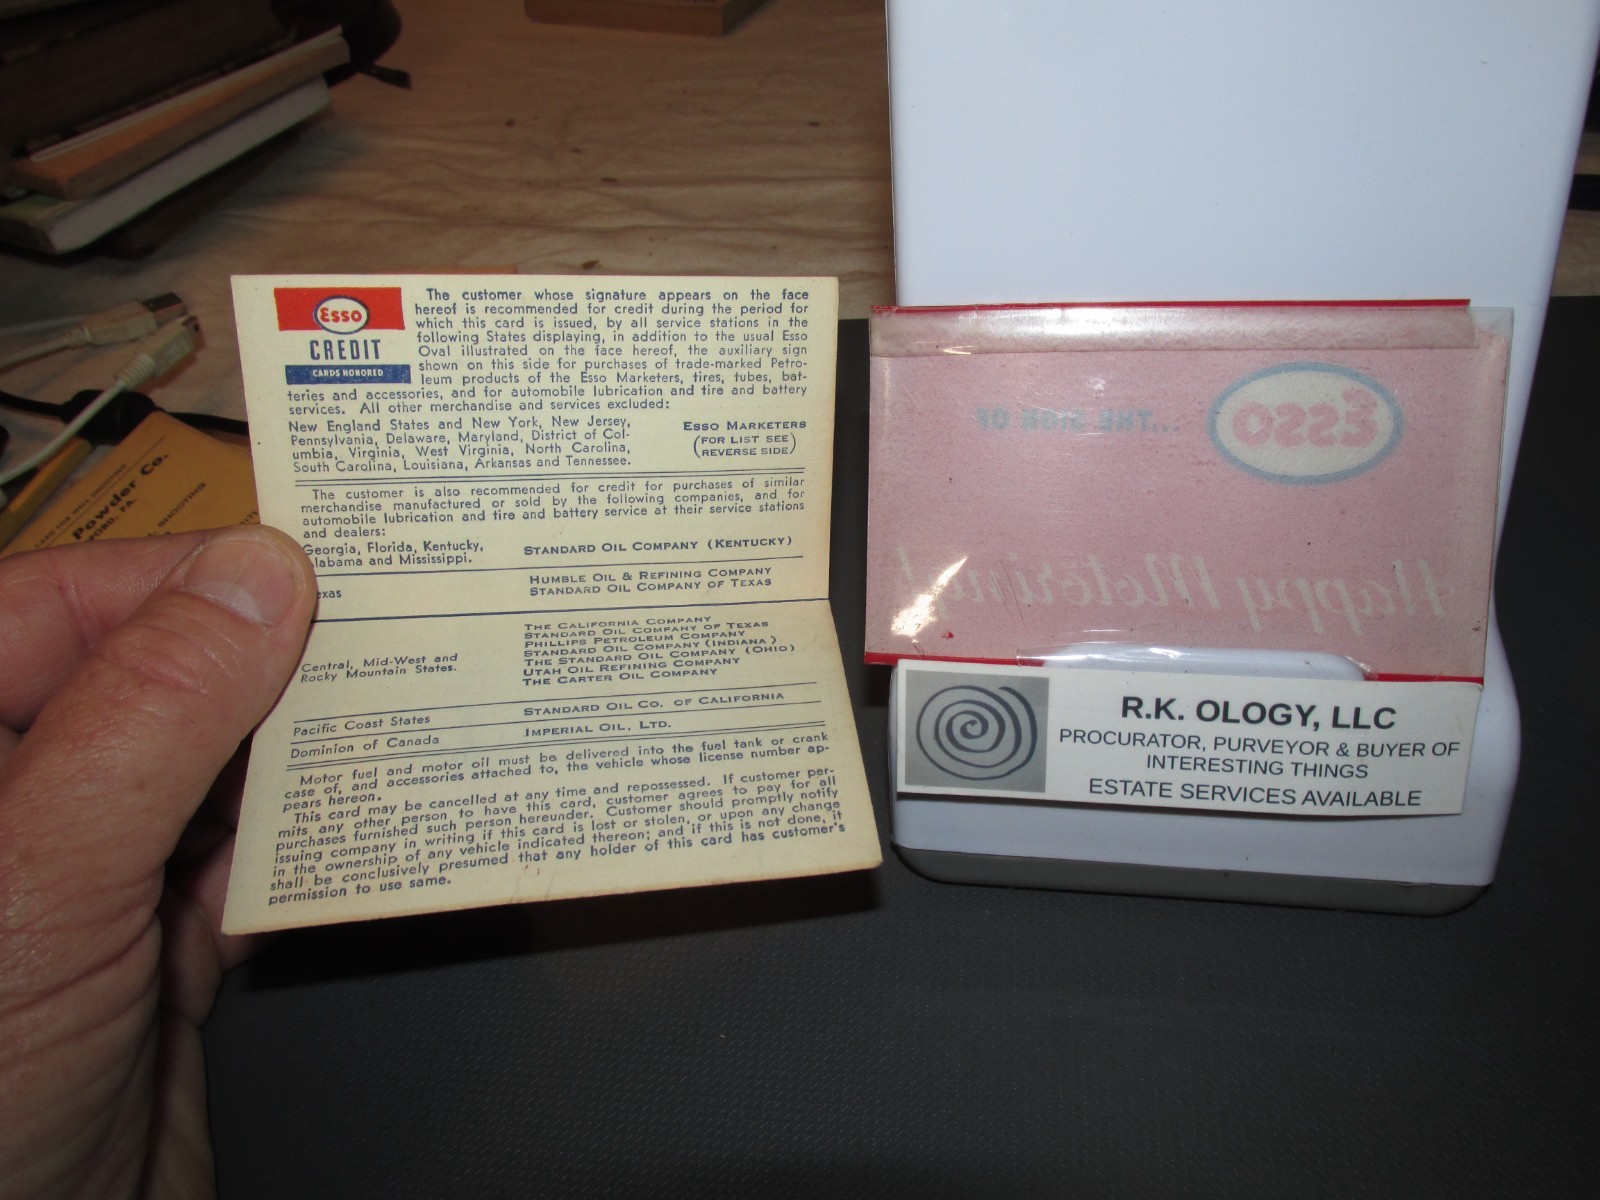 Esso
CREDIT
CARDS HONORED
The customer whose signature appears on the face
hereof is recommended for credit during the period for
which this card is issued, by all service stations in the
following States displaying, in addition to the usual Esso
Oval illustrated on the face hereof, the auxiliary sign
shown on this side for purchases of trade-marked Petro-
leum products of the Esso Marketers, tires, tubes, bat-
teries and accessories, and for automobile lubrication and tire and battery
services. All other merchandise and services excluded:
New England States and New York, New Jersey,
Pennsylvania, Delaware, Maryland, District of Col-
umbia, Virginia, West Virginia, North Carolina,
South Carolina, Louisiana, Arkansas and Tennessee.
ESSO MARKETERS
(FOR LIST SEE
REVERSE SIDE)
The customer is also recommended for credit for purchases of similar
merchandise manufactured or sold by the following companies, and for
automobile lubrication and tire and battery service at their service stations
and dealers:
Georgia, Florida, Kentucky,
labama and Mississippi.
STANDARD OIL COMPANY (KENTUCKY)
exas
HUMBLE OIL & REFINING COMPANY
STANDARD OIL COMPANY OF TEXAS
Central, Mid-West and
Rocky Mountain States.
THE CALIFORNIA COMPANY
STANDARD OIL COMPANY OF TEXAS
PHILLIPS PETROLEUM COMPANY
STANDARD OIL COMPANY (INDIANA)
THE STANDARD OIL COMPANY (OHIO)
UTAH OIL REFINING COMPANY
THE CARTER OIL COMPANY
Pacific Coast States
STANDARD OIL CO. OF CALIFORNIA
Dominion of Canada
IMPERIAL OIL, LTD.
Motor fuel and motor oil must be delivered into the fuel tank or crank
case of, and accessories attached to, the vehicle whose license number ap-
pears hereon.
This card may be cancelled at any time and repossessed. If customer per-
mits any other person to have this card, customer agrees to pay for all
purchases furnished such person hereunder. Customer should promptly notify
issuing company in writing if this card is lost or stolen, or upon any change
in the ownership of any vehicle indicated thereon; and if this is not done, it
shall be conclusively presumed that any holder of this card has customer's
permission to use same.
...THE SIGN OF
Esso
Happy Motoring!
R.K. OLOGY, LLC
PROCURATOR, PURVEYOR & BUYER OF
INTERESTING THINGS
ESTATE SERVICES AVAILABLE
Powder Co.
SHOOTING